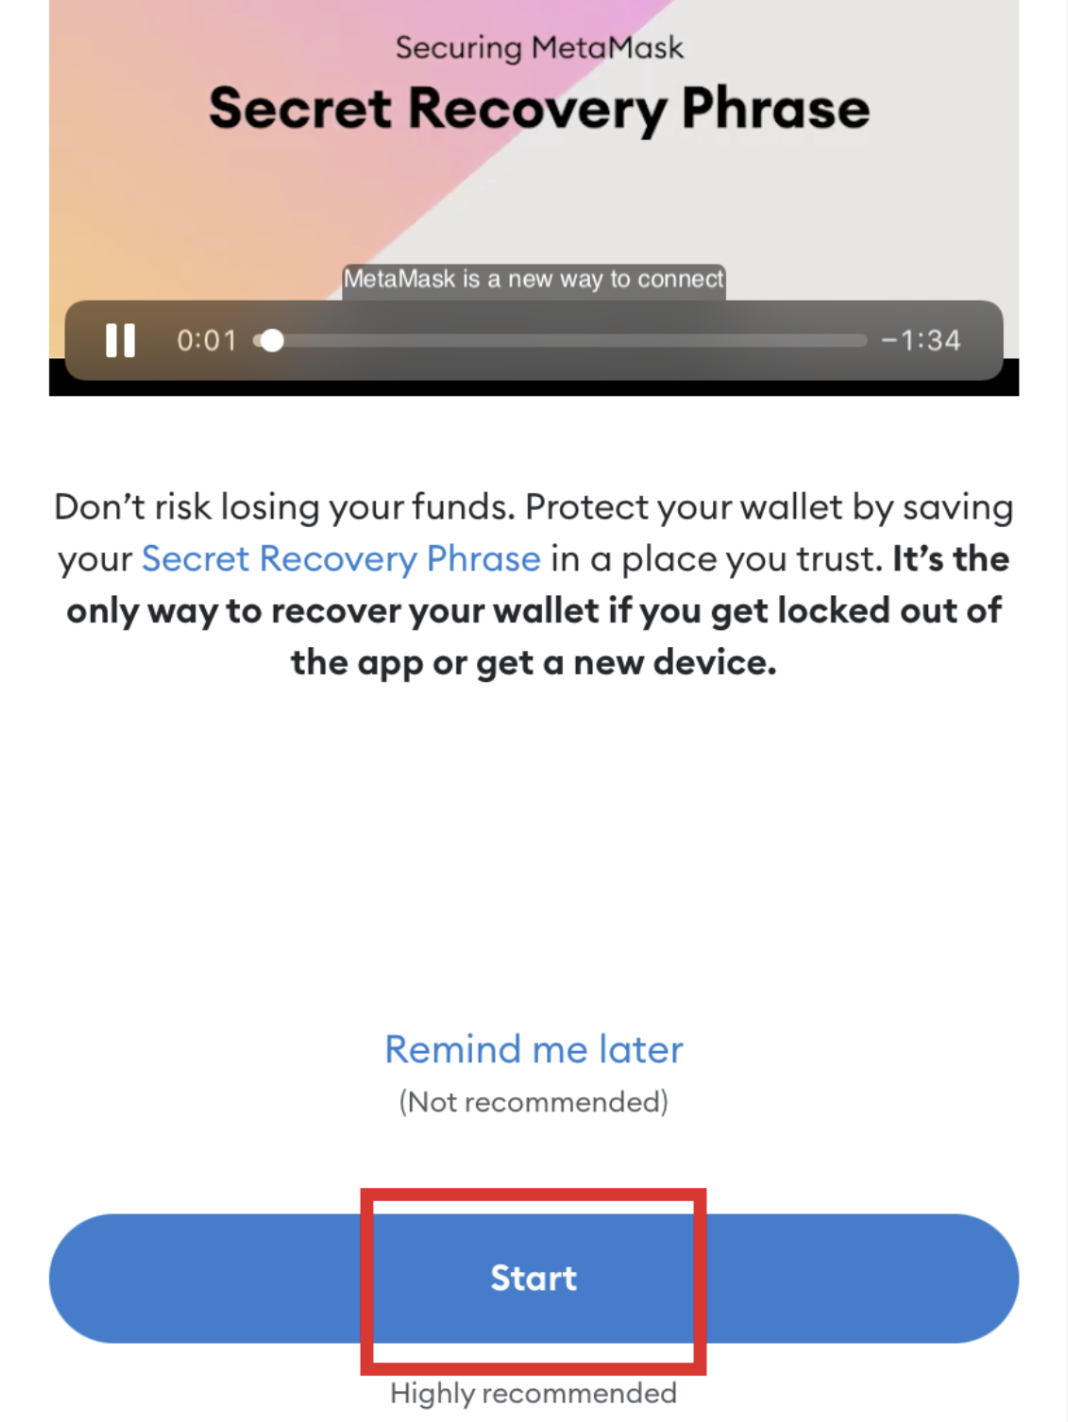 Securing MetaMask
Secret Recovery Phrase
MetaMask is a new way to connect
0:01
−1:34
Don’t risk losing your funds. Protect your wallet by saving
your Secret Recovery Phrase in a place you trust. It’s the
only way to recover your wallet if you get locked out of
the app or get a new device.
Remind me later
(Not recommended)
Start
Highly recommended